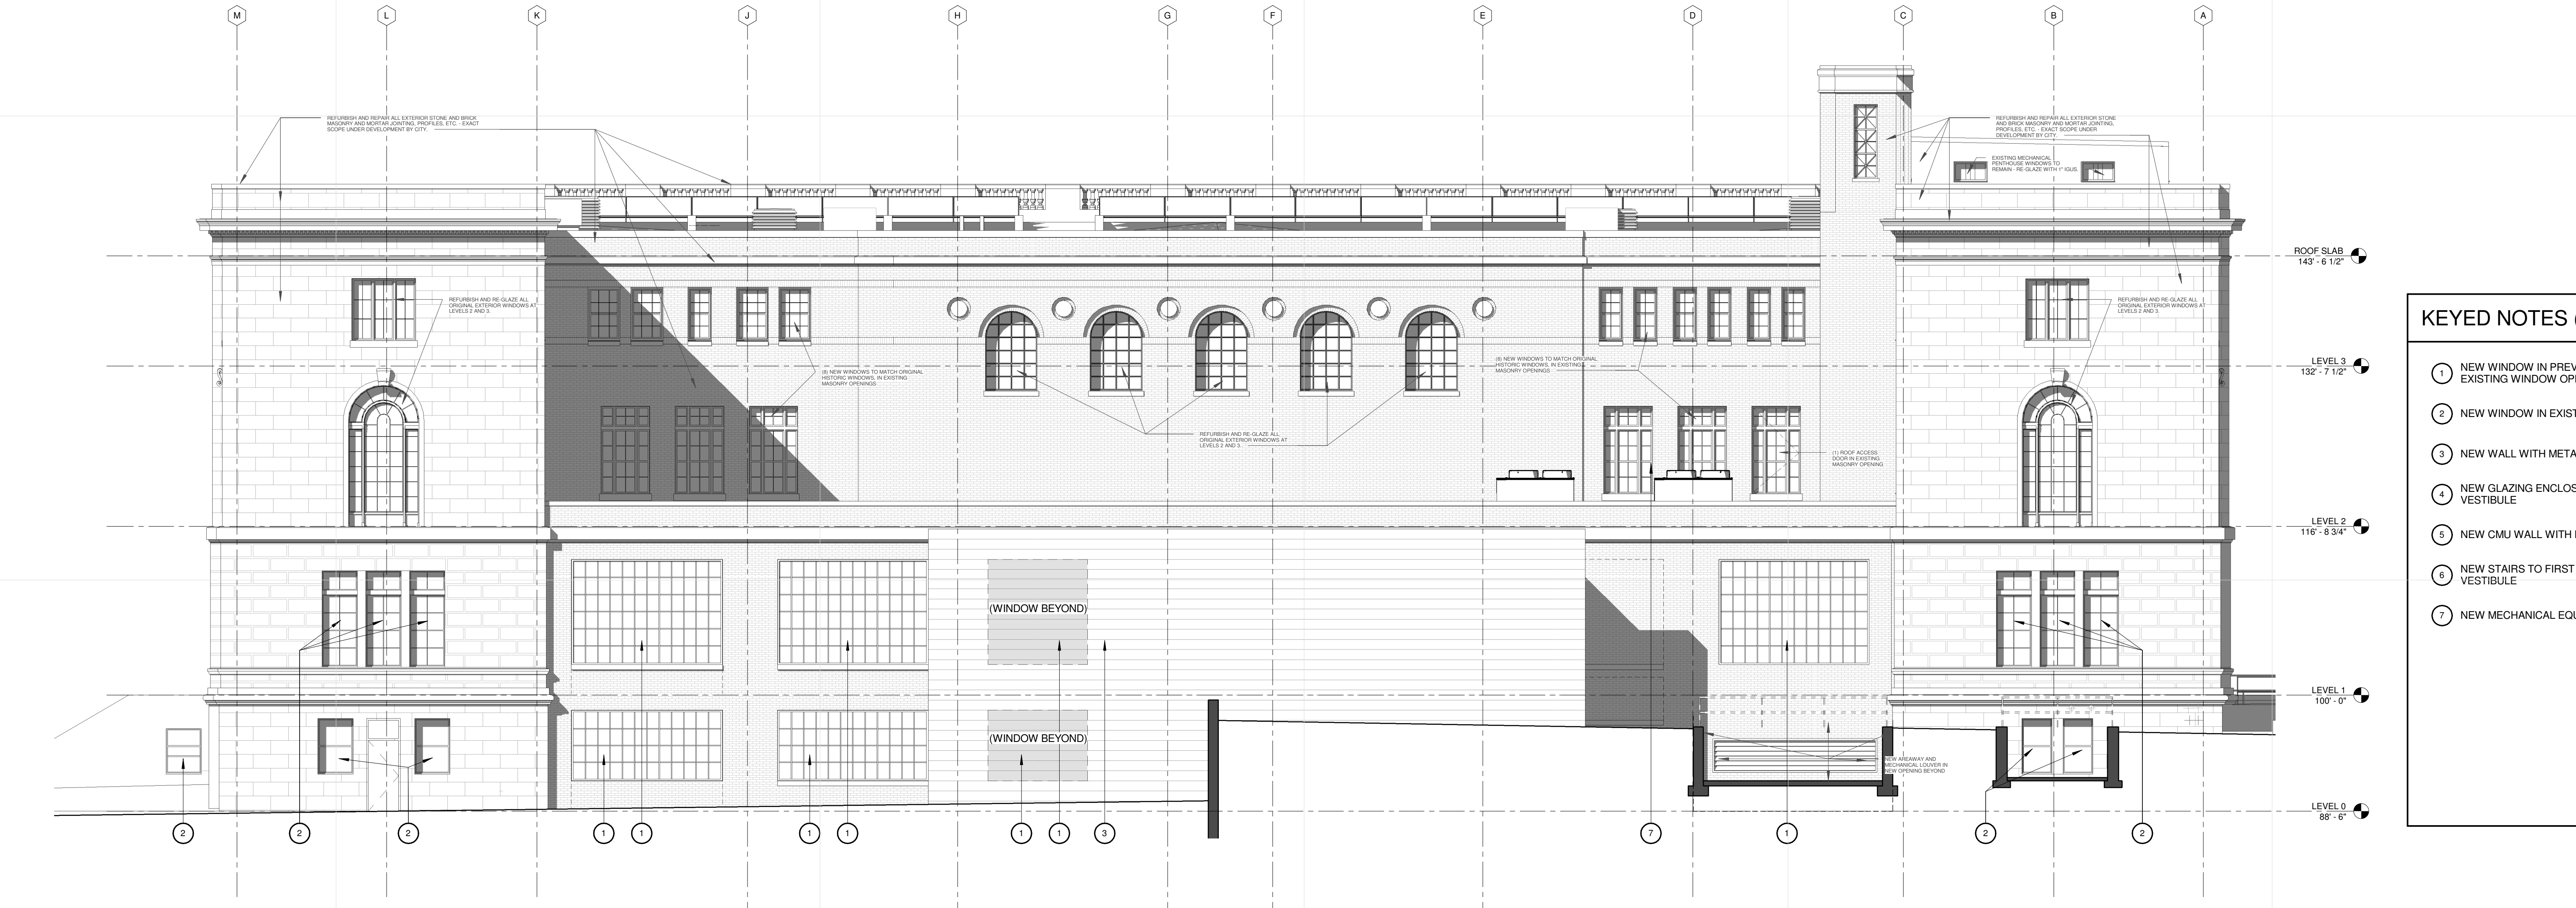 M
L
K
J
H
G
F
E
D
C
B
A
REFURBISH AND REPAIR ALL EXTERIOR STONE AND BRICK
MASONRY AND MORTAR JOINTING, PROFILES, ETC. - EXACT
SCOPE UNDER DEVELOPMENT BY CITY.
REFURBISH AND REPAIR ALL EXTERIOR STONE
AND BRICK MASONRY AND MORTAR JOINTING,
PROFILES, ETC. - EXACT SCOPE UNDER
DEVELOPMENT BY CITY.
EXISTING MECHANICAL
PENTHOUSE WINDOWS TO
REMAIN - RE-GLAZE WITH 1" IGUS.
ROOF SLAB
143' - 6 1/2"
REFURBISH AND RE-GLAZE ALL
ORIGINAL EXTERIOR WINDOWS AT
LEVELS 2 AND 3.
REFURBISH AND RE-GLAZE ALL
ORIGINAL EXTERIOR WINDOWS AT
LEVELS 2 AND 3.
LEVEL 3
132' - 7 1/2"
(8) NEW WINDOWS TO MATCH ORIGINAL
HISTORIC WINDOWS, IN EXISTING
MASONRY OPENINGS
(8) NEW WINDOWS TO MATCH ORIGINAL
HISTORIC WINDOWS, IN EXISTING
MASONRY OPENINGS
REFURBISH AND RE-GLAZE ALL
ORIGINAL EXTERIOR WINDOWS AT
LEVELS 2 AND 3.
(1) ROOF ACCESS
DOOR IN EXISTING
MASONRY OPENING
LEVEL 2
116' - 8 3/4"
(WINDOW BEYOND)
LEVEL 1
100' - 0"
(WINDOW BEYOND)
NEW AREAWAY AND
MECHANICAL LOUVER IN
NEW OPENING BEYOND
LEVEL 0
88' - 6"
2
2
2
1
1
1
1
1
1
3
7
1
2
2
KEYED NOTES (
1 NEW WINDOW IN PREV
EXISTING WINDOW OP
2 NEW WINDOW IN EXIST
3 NEW WALL WITH META
4 NEW GLAZING ENCLOS
VESTIBULE
5 NEW CMU WALL WITH
6 NEW STAIRS TO FIRST
VESTIBULE
7 NEW MECHANICAL EQU